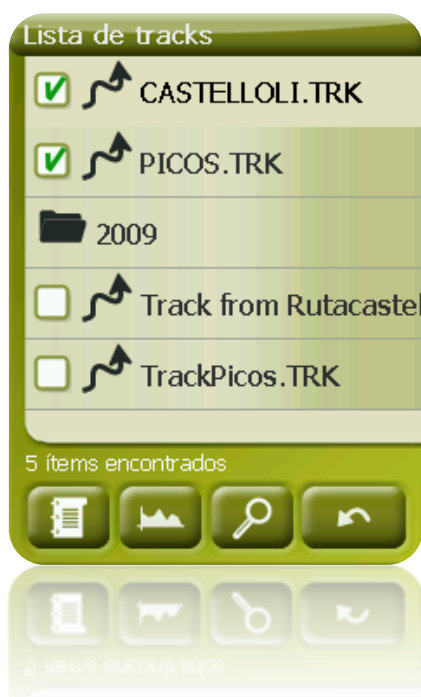 Lista de tracks
CASTELLOLI.TRK
PICOS.TRK
2009
Track from Rutacastel
TrackPicos.TRK
5 ítems encontrados